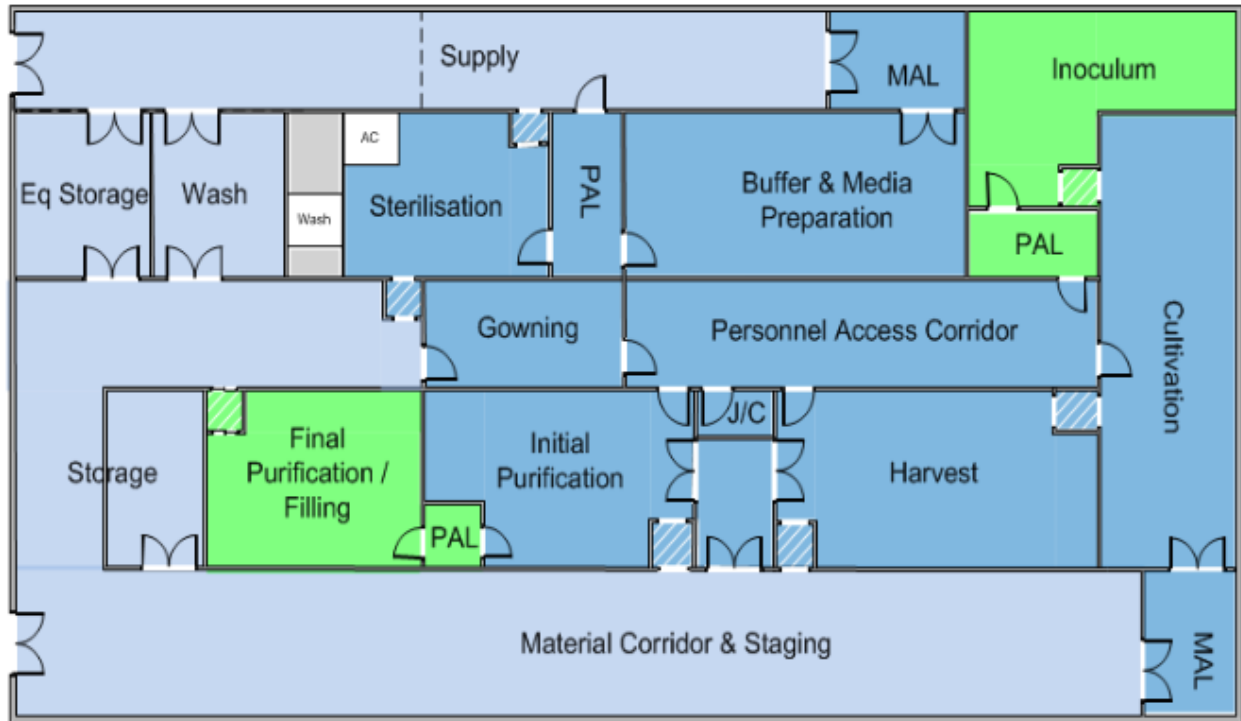 Supply
MAL
Inoculum
Eq Storage
Wash
Wash
AC
Sterilisation
PAL
Buffer & Media
Preparation
PAL
Gowning
Personnel Access Corridor
Cultivation
Storage
Final
Purification /
Filling
PAL
Initial
Purification
J/C
Harvest
Material Corridor & Staging
MAL